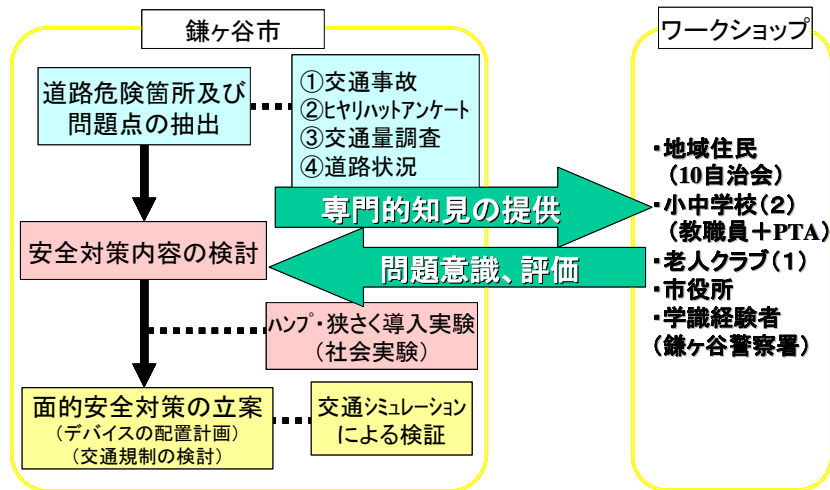 鎌ヶ谷市
道路危険箇所及び
問題点の抽出
①交通事故
②ﾋﾔﾘﾊｯﾄｱﾝｹｰﾄ
③交通量調査
④道路状況
専門的知見の提供
安全対策内容の検討
問題意識、評価
ﾊﾝﾌﾟ・狭さく導入実験
(社会実験)
面的安全対策の立案
(デバイスの配置計画)
(交通規制の検討)
交通ｼﾐｭﾚｰｼｮﾝ
による検証
ワークショップ
・地域住民
(10自治会)
・小中学校(２)
(教職員＋PTA)
・老人クラブ(１)
・市役所
・学識経験者
(鎌ヶ谷警察署)